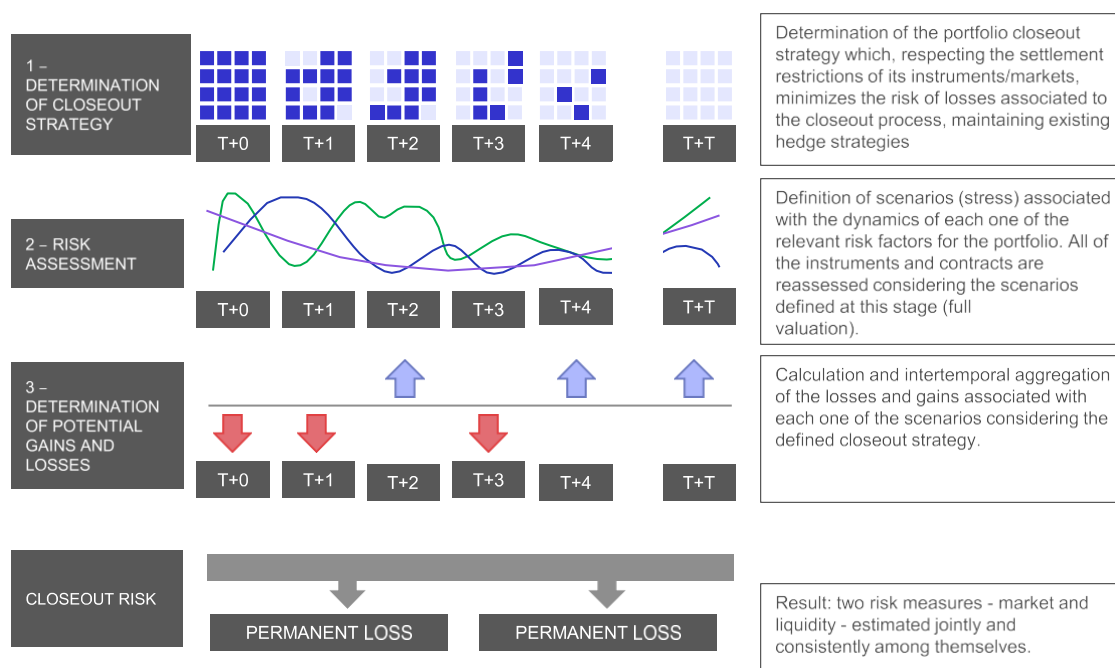 1 –
DETERMINATION
OF CLOSEOUT
STRATEGY
T+0
T+1
T+2
T+3
T+4
T+T
Determination of the portfolio closeout
strategy which, respecting the settlement
restrictions of its instruments/markets,
minimizes the risk of losses associated to
the closeout process, maintaining existing
hedge strategies
2 – RISK
ASSESSMENT
T+0
T+1
T+2
T+3
T+4
T+T
Definition of scenarios (stress) associated
with the dynamics of each one of the
relevant risk factors for the portfolio. All of
the instruments and contracts are
reassessed considering the scenarios
defined at this stage (full
valuation).
3 –
DETERMINATION
OF POTENTIAL
GAINS AND
LOSSES
T+0
T+1
T+2
T+3
T+4
T+T
Calculation and intertemporal aggregation
of the losses and gains associated with
each one of the scenarios considering the
defined closeout strategy.
CLOSEOUT RISK
PERMANENT LOSS
PERMANENT LOSS
Result: two risk measures - market and
liquidity - estimated jointly and
consistently among themselves.